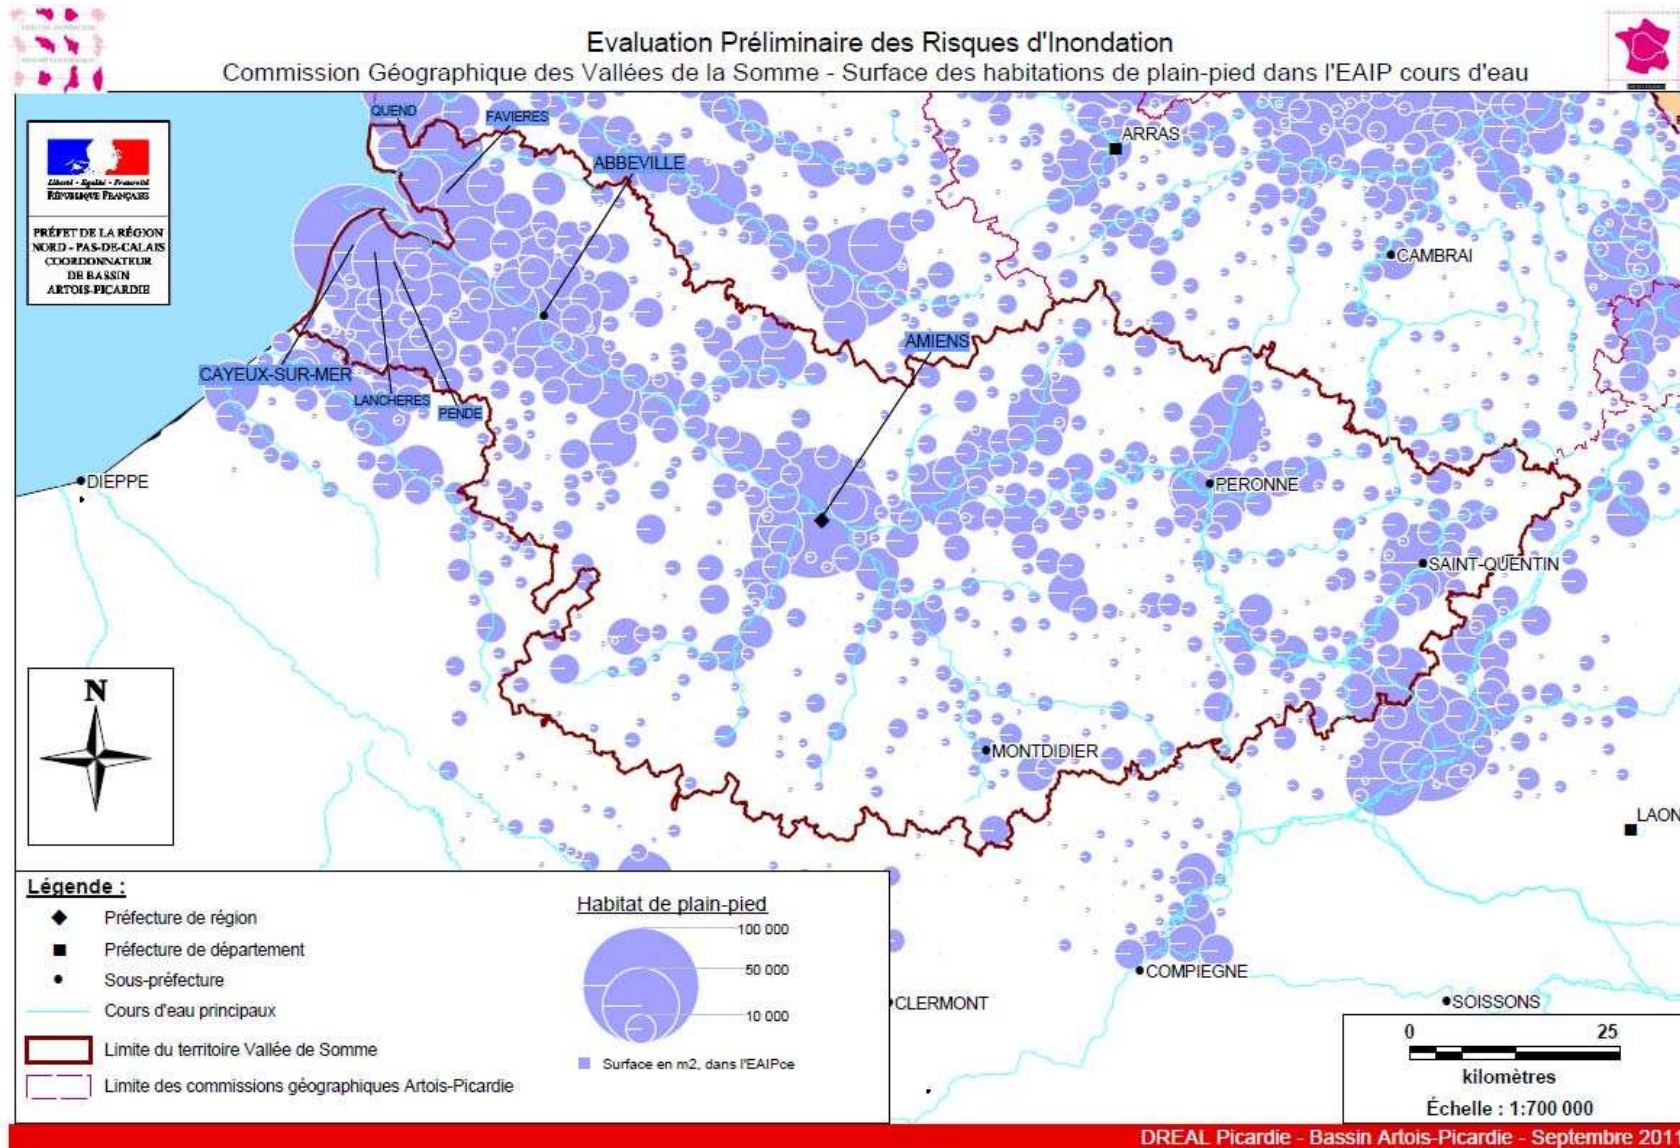 Evaluation Préliminaire des Risques d'Inondation
Commission Géographique des Vallées de la Somme - Surface des habitations de plain-pied dans l'EAIP cours d'eau
Liberté • Égalité • Fraternité
RÉPUBLIQUE FRANÇAISE
PRÉFET DE LA RÉGION
NORD - PAS-DE-CALAIS
COORDONNATEUR
DE BASSIN
ARTOIS-PICARDIE
QUEND
FAVIERES
ABBEVILLE
ARRAS
CAMBRAI
AMIENS
CAYEUX-SUR-MER
LANCHERES
PENDE
DIEPPE
PERONNE
SAINT-QUENTIN
MONTDIDIER
LAON
COMPIEGNE
CLERMONT
SOISSONS
N
Légende :
Préfecture de région
Préfecture de département
Sous-préfecture
Cours d'eau principaux
Limite du territoire Vallée de Somme
Limite des commissions géographiques Artois-Picardie
Habitat de plain-pied
100 000
50 000
10 000
Surface en m2, dans l'EAIPce
0 25
kilomètres
Échelle : 1:700 000
DREAL Picardie - Bassin Artois-Picardie - Septembre 2011